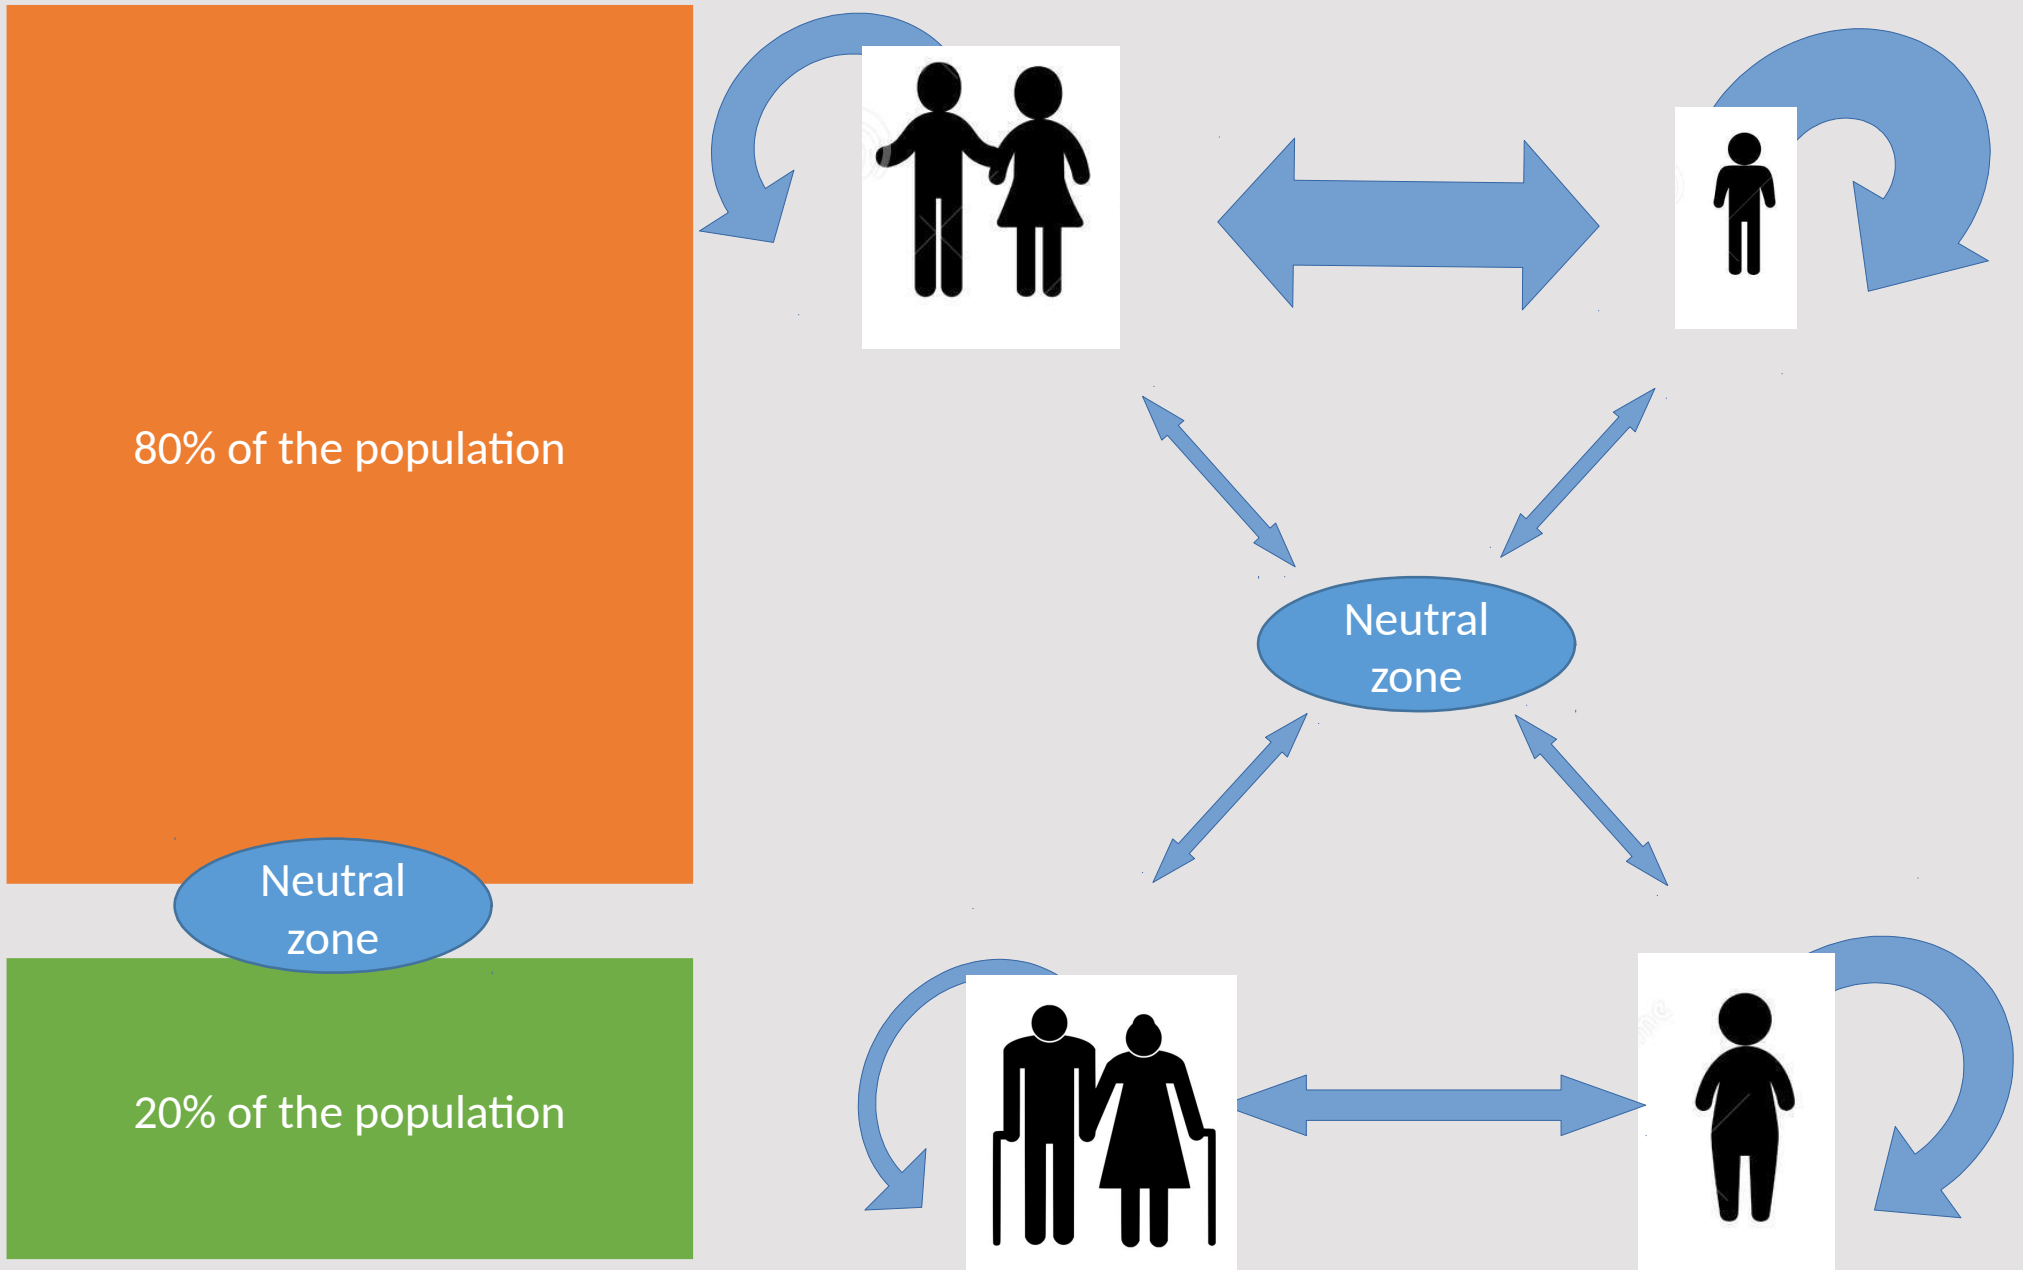 80% of the population
Neutral
zone
Neutral
zone
20% of the population